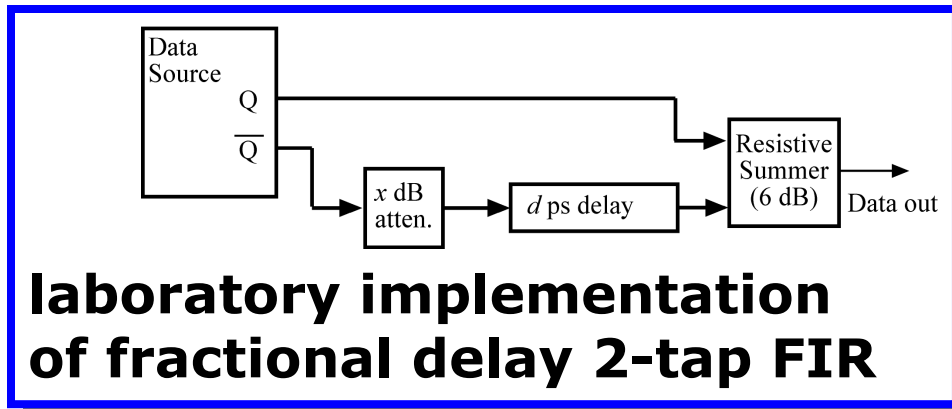 Data
Source
Q
Q̅
x dB
atten.
d ps delay
Resistive
Summer
(6 dB)
Data out
laboratory implementation
of fractional delay 2-tap FIR